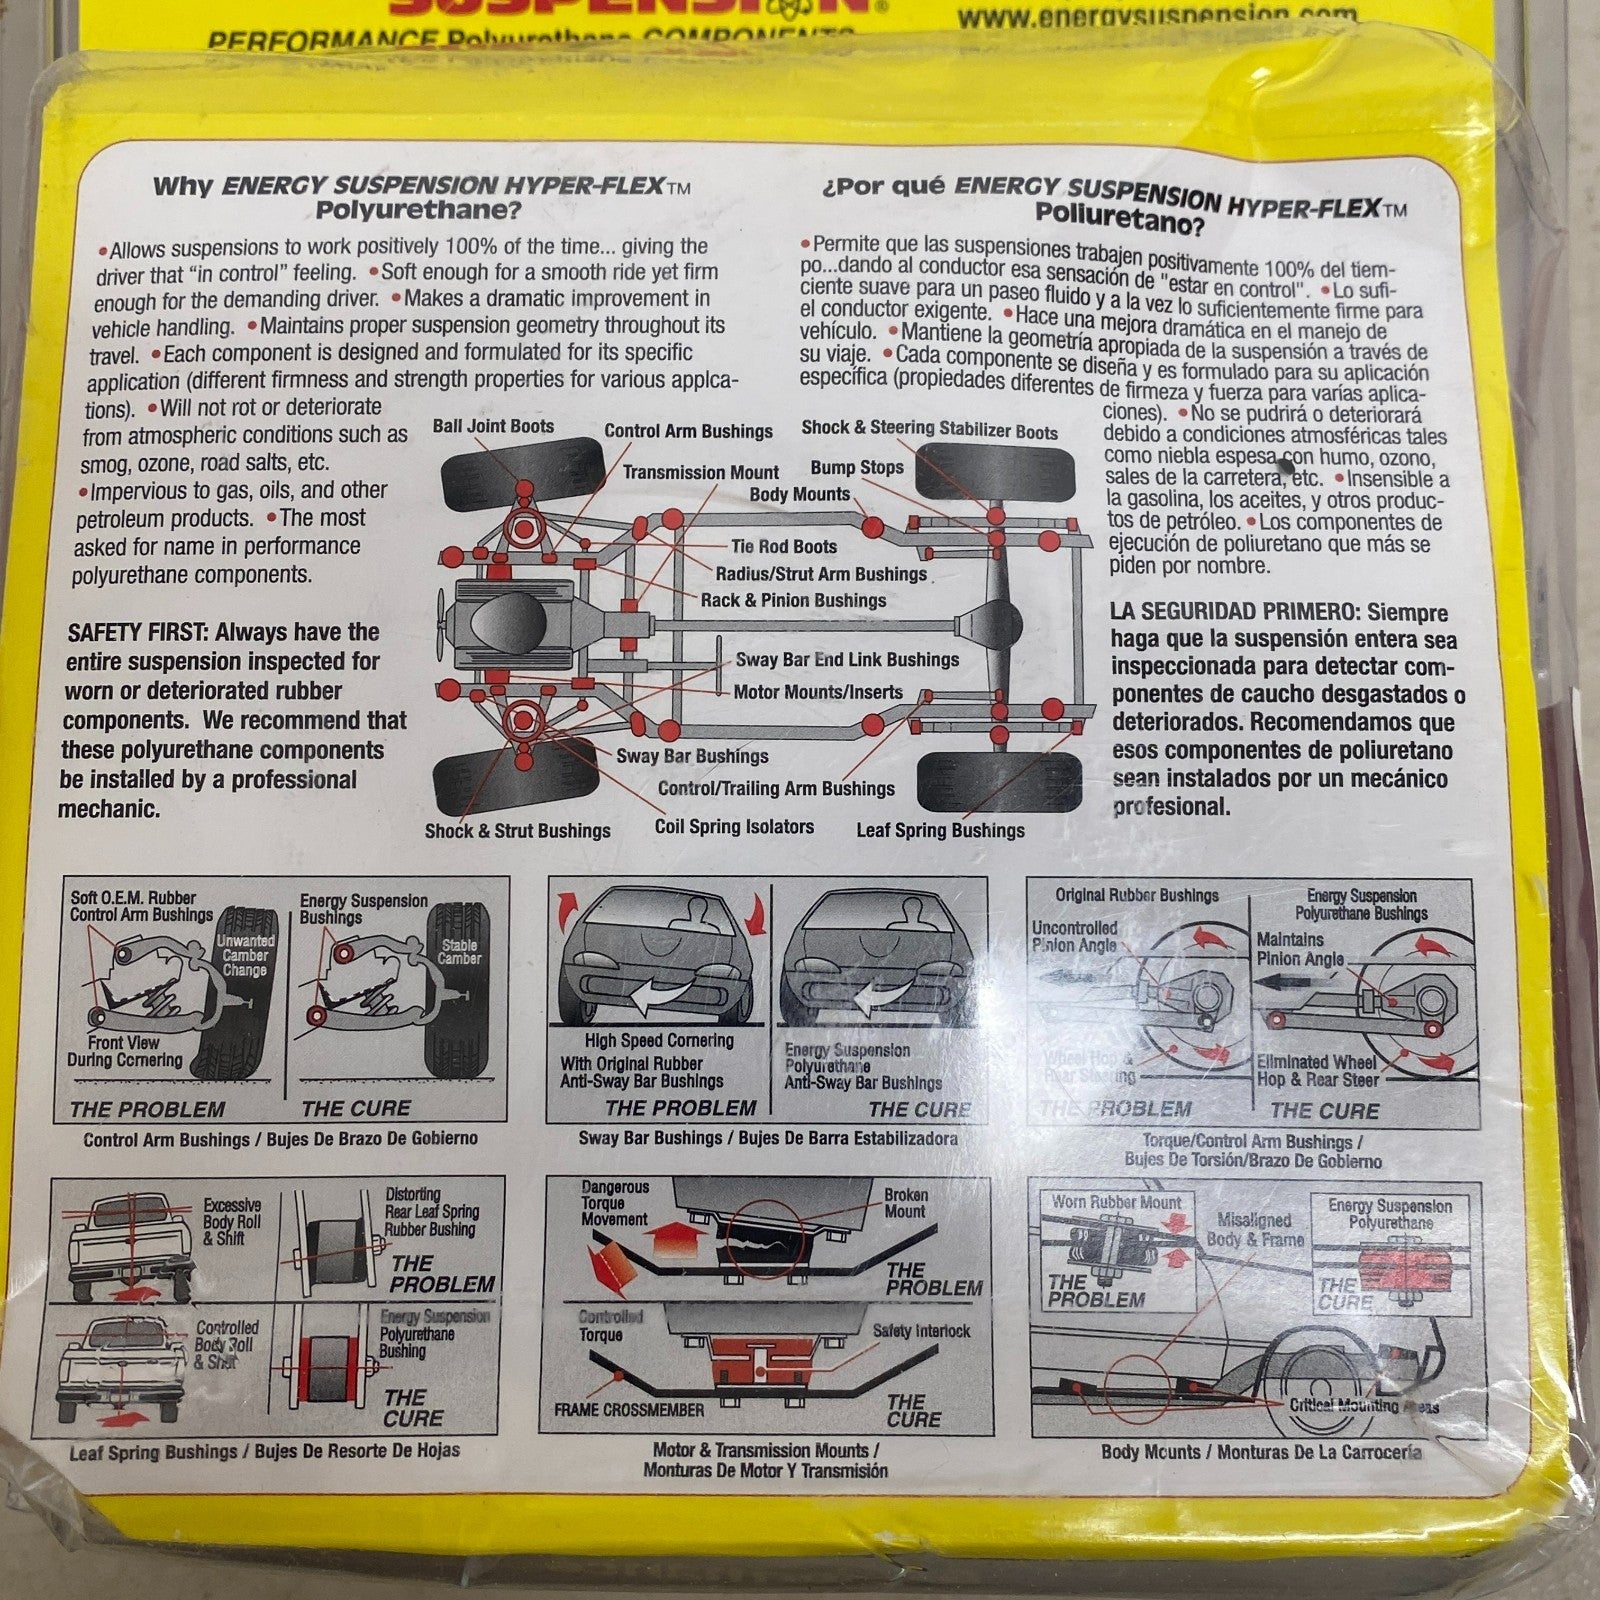 SUSPENSION®
www.energysuspension.com
PERFORMANCE Polyurethane COMPONENTS
Why ENERGY SUSPENSION HYPER-FLEX™
Polyurethane?
• Allows suspensions to work positively 100% of the time... giving the
driver that "in control" feeling. • Soft enough for a smooth ride yet firm
enough for the demanding driver. • Makes a dramatic improvement in
vehicle handling. • Maintains proper suspension geometry throughout its
travel. • Each component is designed and formulated for its specific
application (different firmness and strength properties for various applca-
tions). • Will not rot or deteriorate
from atmospheric conditions such as
smog, ozone, road salts, etc.
• Impervious to gas, oils, and other
petroleum products. • The most
asked for name in performance
polyurethane components.
SAFETY FIRST: Always have the
entire suspension inspected for
worn or deteriorated rubber
components. We recommend that
these polyurethane components
be installed by a professional
mechanic.
¿Por qué ENERGY SUSPENSION HYPER-FLEX™
Poliuretano?
• Permite que las suspensiones trabajen positivamente 100% del tiem-
po...dando al conductor esa sensación de "estar en control". • Lo sufi-
ciente suave para un paseo fluido y a la vez lo suficientemente firme para
el conductor exigente. • Hace una mejora dramática en el manejo de
vehículo. • Mantiene la geometría apropiada de la suspensión a través de
su viaje. • Cada componente se diseña y es formulado para su aplicación
específica (propiedades diferentes de firmeza y fuerza para varías aplica-
ciones). • No se pudrirá o deteriorará
debido a condiciones atmosféricas tales
como niebla espesa con humo, ozono,
sales de la carretera, etc. • Insensible a
la gasolina, los aceites, y otros produc-
tos de petróleo. • Los componentes de
ejecución de poliuretano que más se
piden por nombre.
LA SEGURIDAD PRIMERO: Siempre
haga que la suspensión entera sea
inspeccionada para detectar com-
ponentes de caucho desgastados o
deteriorados. Recomendamos que
esos componentes de poliuretano
sean instalados por un mecánico
profesional.
Ball Joint Boots
Control Arm Bushings
Shock & Steering Stabilizer Boots
Transmission Mount
Bump Stops
Body Mounts
Tie Rod Boots
Radius/Strut Arm Bushings
Rack & Pinion Bushings
Sway Bar End Link Bushings
Motor Mounts/Inserts
Sway Bar Bushings
Control/Trailing Arm Bushings
Shock & Strut Bushings
Coil Spring Isolators
Leaf Spring Bushings
Soft O.E.M. Rubber
Control Arm Bushings
Unwanted
Camber
Change
Front View
During Cornering
THE PROBLEM
Energy Suspension
Bushings
Stable
Camber
THE CURE
Control Arm Bushings / Bujes De Brazo De Gobierno
High Speed Cornering
With Original Rubber
Anti-Sway Bar Bushings
THE PROBLEM
Energy Suspension
Polyurethane
Anti-Sway Bar Bushings
THE CURE
Sway Bar Bushings / Bujes De Barra Estabilizadora
Original Rubber Bushings
Uncontrolled
Pinion Angle
Wheel Hop &
Rear Steering
THE PROBLEM
Energy Suspension
Polyurethane Bushings
Maintains
Pinion Angle
Eliminated Wheel
Hop & Rear Steer
THE CURE
Torque/Control Arm Bushings /
Bujes De Torsión/Brazo De Gobierno
Excessive
Body Roll
& Shift
Distorting
Rear Leaf Spring
Rubber Bushing
THE
PROBLEM
Controlled
Body Roll
& Shift
Energy Suspension
Polyurethane
Bushing
THE
CURE
Leaf Spring Bushings / Bujes De Resorte De Hojas
Dangerous
Torque
Movement
Broken
Mount
THE
PROBLEM
Controlled
Torque
Safety Interlock
FRAME CROSSMEMBER
THE
CURE
Motor & Transmission Mounts /
Monturas De Motor Y Transmisión
Worn Rubber Mount
THE
PROBLEM
Misaligned
Body & Frame
Energy Suspension
Polyurethane
THE
CURE
Critical Mounting Areas
Body Mounts / Monturas De La Carrocería